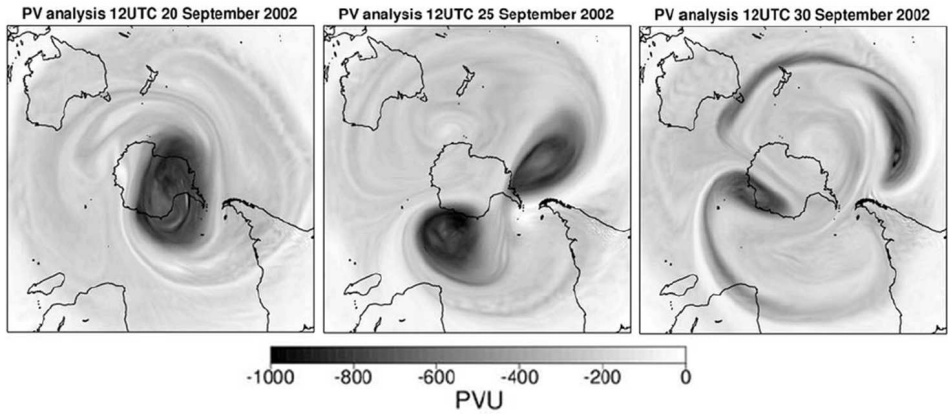 PV analysis 12UTC 20 September 2002
PV analysis 12UTC 25 September 2002
PV analysis 12UTC 30 September 2002
-1000 -800 -600 -400 -200 0
PVU